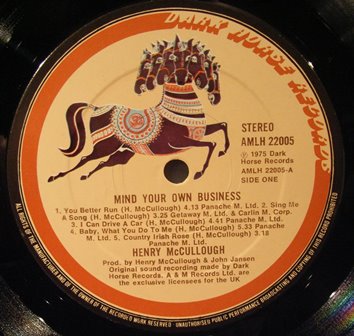 DARK HORSE RECORDS
STEREO
AMLH 22005
℗ 1975 Dark
Horse Records
AMLH 22005-A
SIDE ONE
MIND YOUR OWN BUSINESS
1. You Better Run (H. McCullough) 4.13 Panache M. Ltd. 2. Sing Me
A Song (H. McCullough) 3.25 Getaway M. Ltd. & Carlin M. Corp.
3. I Can Drive A Car (H. McCullough) 4.41 Panache M. Ltd.
4. Baby, What You Do To Me (H. McCullough) 5.33 Panache
M. Ltd. 5. Country Irish Rose (H. McCullough) 3.18
Panache M. Ltd.
HENRY McCULLOUGH
Prod. by Henry McCullough & John Jansen
Original sound recording made by Dark
Horse Records. A & M Records Ltd. are
the exclusive licensees for the UK
ALL RIGHTS OF THE MANUFACTURER AND OF THE OWNER OF THE RECORDED WORK RESERVED UNAUTHORISED PUBLIC PERFORMANCE BROADCASTING AND COPYING OF THIS RECORD PROHIBITED